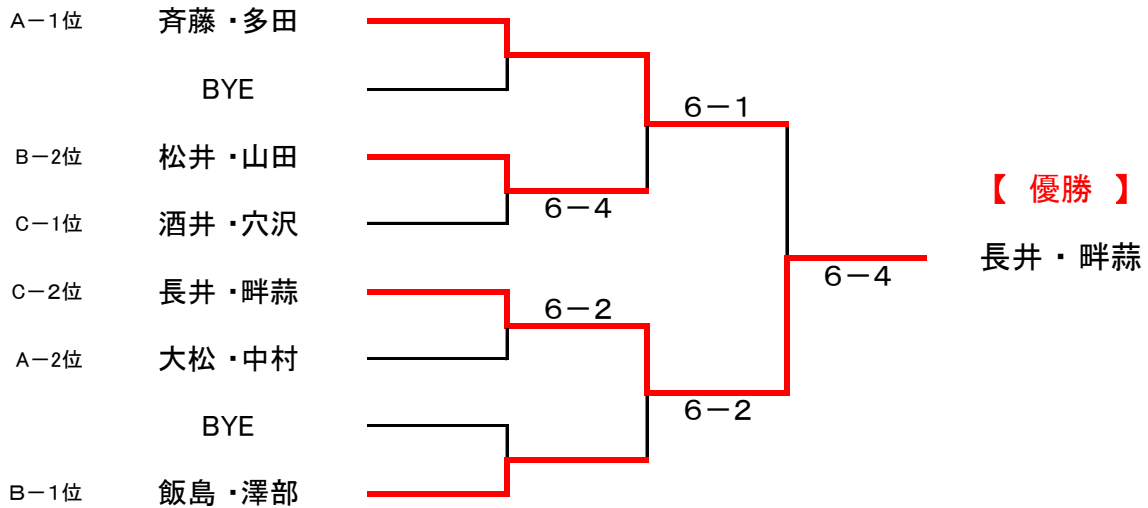 A－1位 斉藤・多田
BYE
6－1
B－2位 松井・山田
【 優勝 】
6－4
C－1位 酒井・穴沢
長井・畔蒜
6－4
C－2位 長井・畔蒜
6－2
A－2位 大松・中村
6－2
BYE
B－1位 飯島・澤部